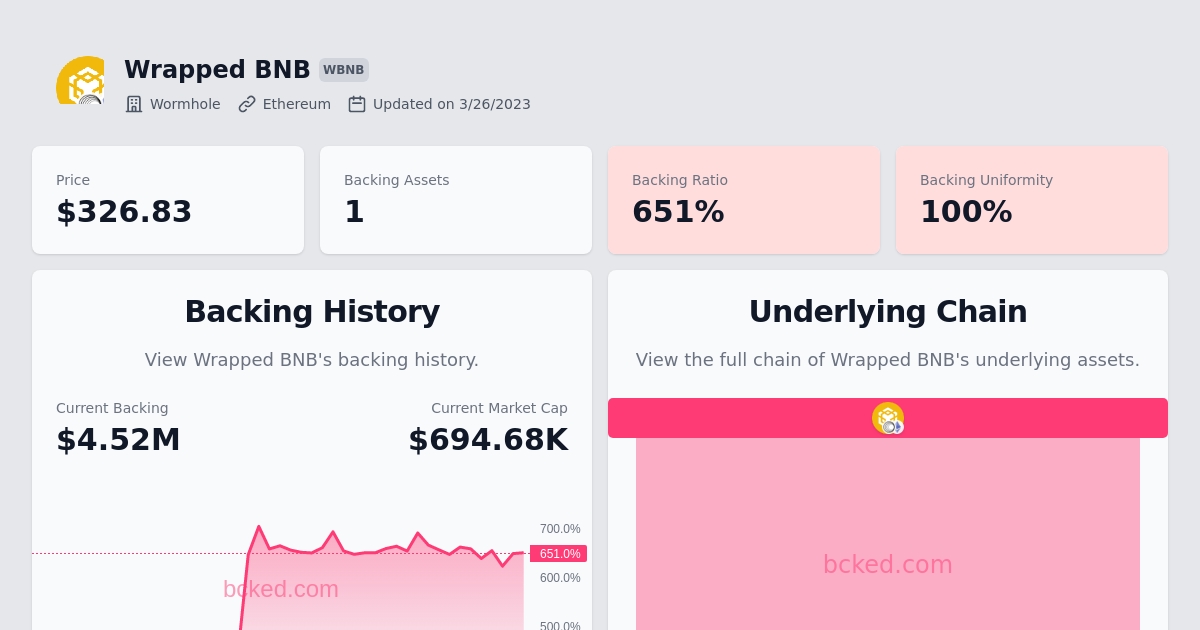 Wrapped BNB WBNB
Wormhole Ethereum Updated on 3/26/2023
Price
$326.83
Backing Assets
1
Backing Ratio
651%
Backing Uniformity
100%
Backing History
View Wrapped BNB's backing history.
Current Backing
$4.52M
Current Market Cap
$694.68K
700.0%
651.0%
600.0%
500.0%
bcked.com
Underlying Chain
View the full chain of Wrapped BNB's underlying assets.
bcked.com